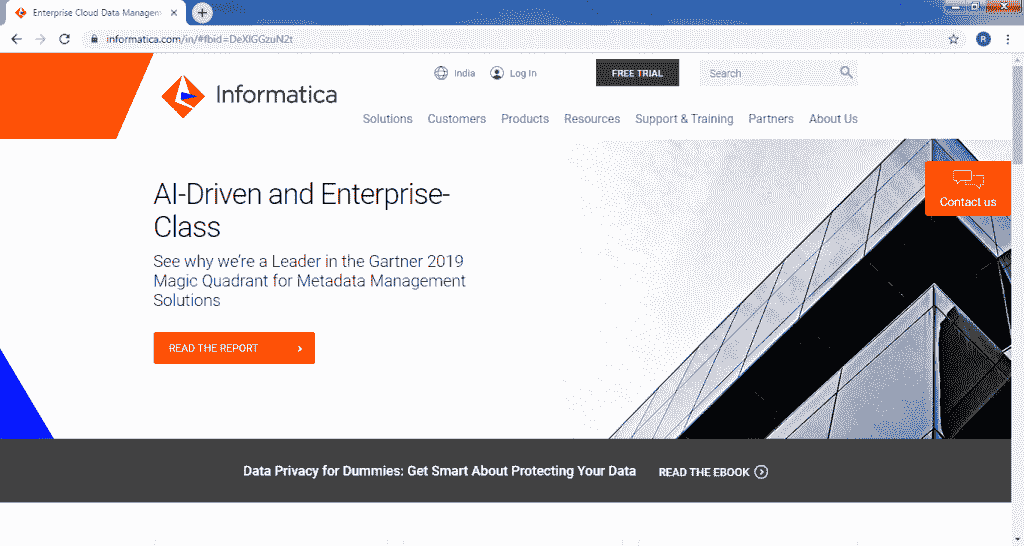 Enterprise Cloud Data Managem
informatica.com/in/#fbid=DeXIGGzuN2t
R
India
Log In
FREE TRIAL
Search
Informatica
Solutions
Customers
Products
Resources
Support & Training
Partners
About Us
Contact us
AI-Driven and Enterprise-
Class
See why we're a Leader in the Gartner 2019
Magic Quadrant for Metadata Management
Solutions
READ THE REPORT
Data Privacy for Dummies: Get Smart About Protecting Your Data
READ THE EBOOK